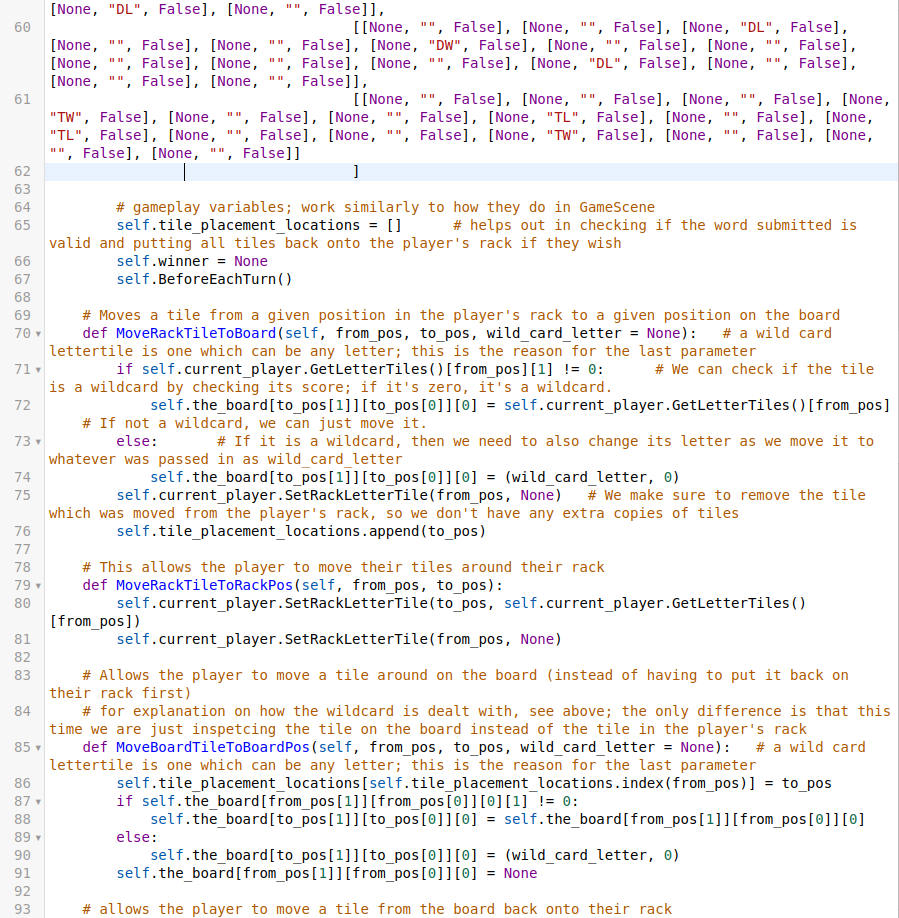 [None, "DL", False], [None, "", False]],
60                                     [[None, "", False], [None, "", False], [None, "DL", False],
[None, "", False], [None, "", False], [None, "DW", False], [None, "", False], [None, "", False],
[None, "", False], [None, "", False], [None, "", False], [None, "DL", False], [None, "", False],
[None, "", False], [None, "", False]],
61                                     [[None, "", False], [None, "", False], [None, "", False], [None,
"TW", False], [None, "", False], [None, "", False], [None, "TL", False], [None, "", False], [None,
"TL", False], [None, "", False], [None, "", False], [None, "TW", False], [None, "", False], [None,
"", False], [None, "", False]]
62                                     ]
63
64         # gameplay variables; work similarly to how they do in GameScene
65         self.tile_placement_locations = []      # helps out in checking if the word submitted is
valid and putting all tiles back onto the player's rack if they wish
66         self.winner = None
67         self.BeforeEachTurn()
68
69     # Moves a tile from a given position in the player's rack to a given position on the board
70     def MoveRackTileToBoard(self, from_pos, to_pos, wild_card_letter = None):   # a wild card
lettertile is one which can be any letter; this is the reason for the last parameter
71         if self.current_player.GetLetterTiles()[from_pos][1] != 0:      # We can check if the tile
is a wildcard by checking its score; if it's zero, it's a wildcard.
72             self.the_board[to_pos[1]][to_pos[0]][0] = self.current_player.GetLetterTiles()[from_pos]
# If not a wildcard, we can just move it.
73         else:       # If it is a wildcard, then we need to also change its letter as we move it to
whatever was passed in as wild_card_letter
74             self.the_board[to_pos[1]][to_pos[0]][0] = (wild_card_letter, 0)
75         self.current_player.SetRackLetterTile(from_pos, None)   # We make sure to remove the tile
which was moved from the player's rack, so we don't have any extra copies of tiles
76         self.tile_placement_locations.append(to_pos)
77
78     # This allows the player to move their tiles around their rack
79     def MoveRackTileToRackPos(self, from_pos, to_pos):
80         self.current_player.SetRackLetterTile(to_pos, self.current_player.GetLetterTiles()
[from_pos])
81         self.current_player.SetRackLetterTile(from_pos, None)
82
83     # Allows the player to move a tile around on the board (instead of having to put it back on
their rack first)
84     # for explanation on how the wildcard is dealt with, see above; the only difference is that this
time we are just inspetcing the tile on the board instead of the tile in the player's rack
85     def MoveBoardTileToBoardPos(self, from_pos, to_pos, wild_card_letter = None):   # a wild card
lettertile is one which can be any letter; this is the reason for the last parameter
86         self.tile_placement_locations[self.tile_placement_locations.index(from_pos)] = to_pos
87         if self.the_board[from_pos[1]][from_pos[0]][0][1] != 0:
88             self.the_board[to_pos[1]][to_pos[0]][0] = self.the_board[from_pos[1]][from_pos[0]][0]
89         else:
90             self.the_board[to_pos[1]][to_pos[0]][0] = (wild_card_letter, 0)
91         self.the_board[from_pos[1]][from_pos[0]][0] = None
92
93     # allows the player to move a tile from the board back onto their rack